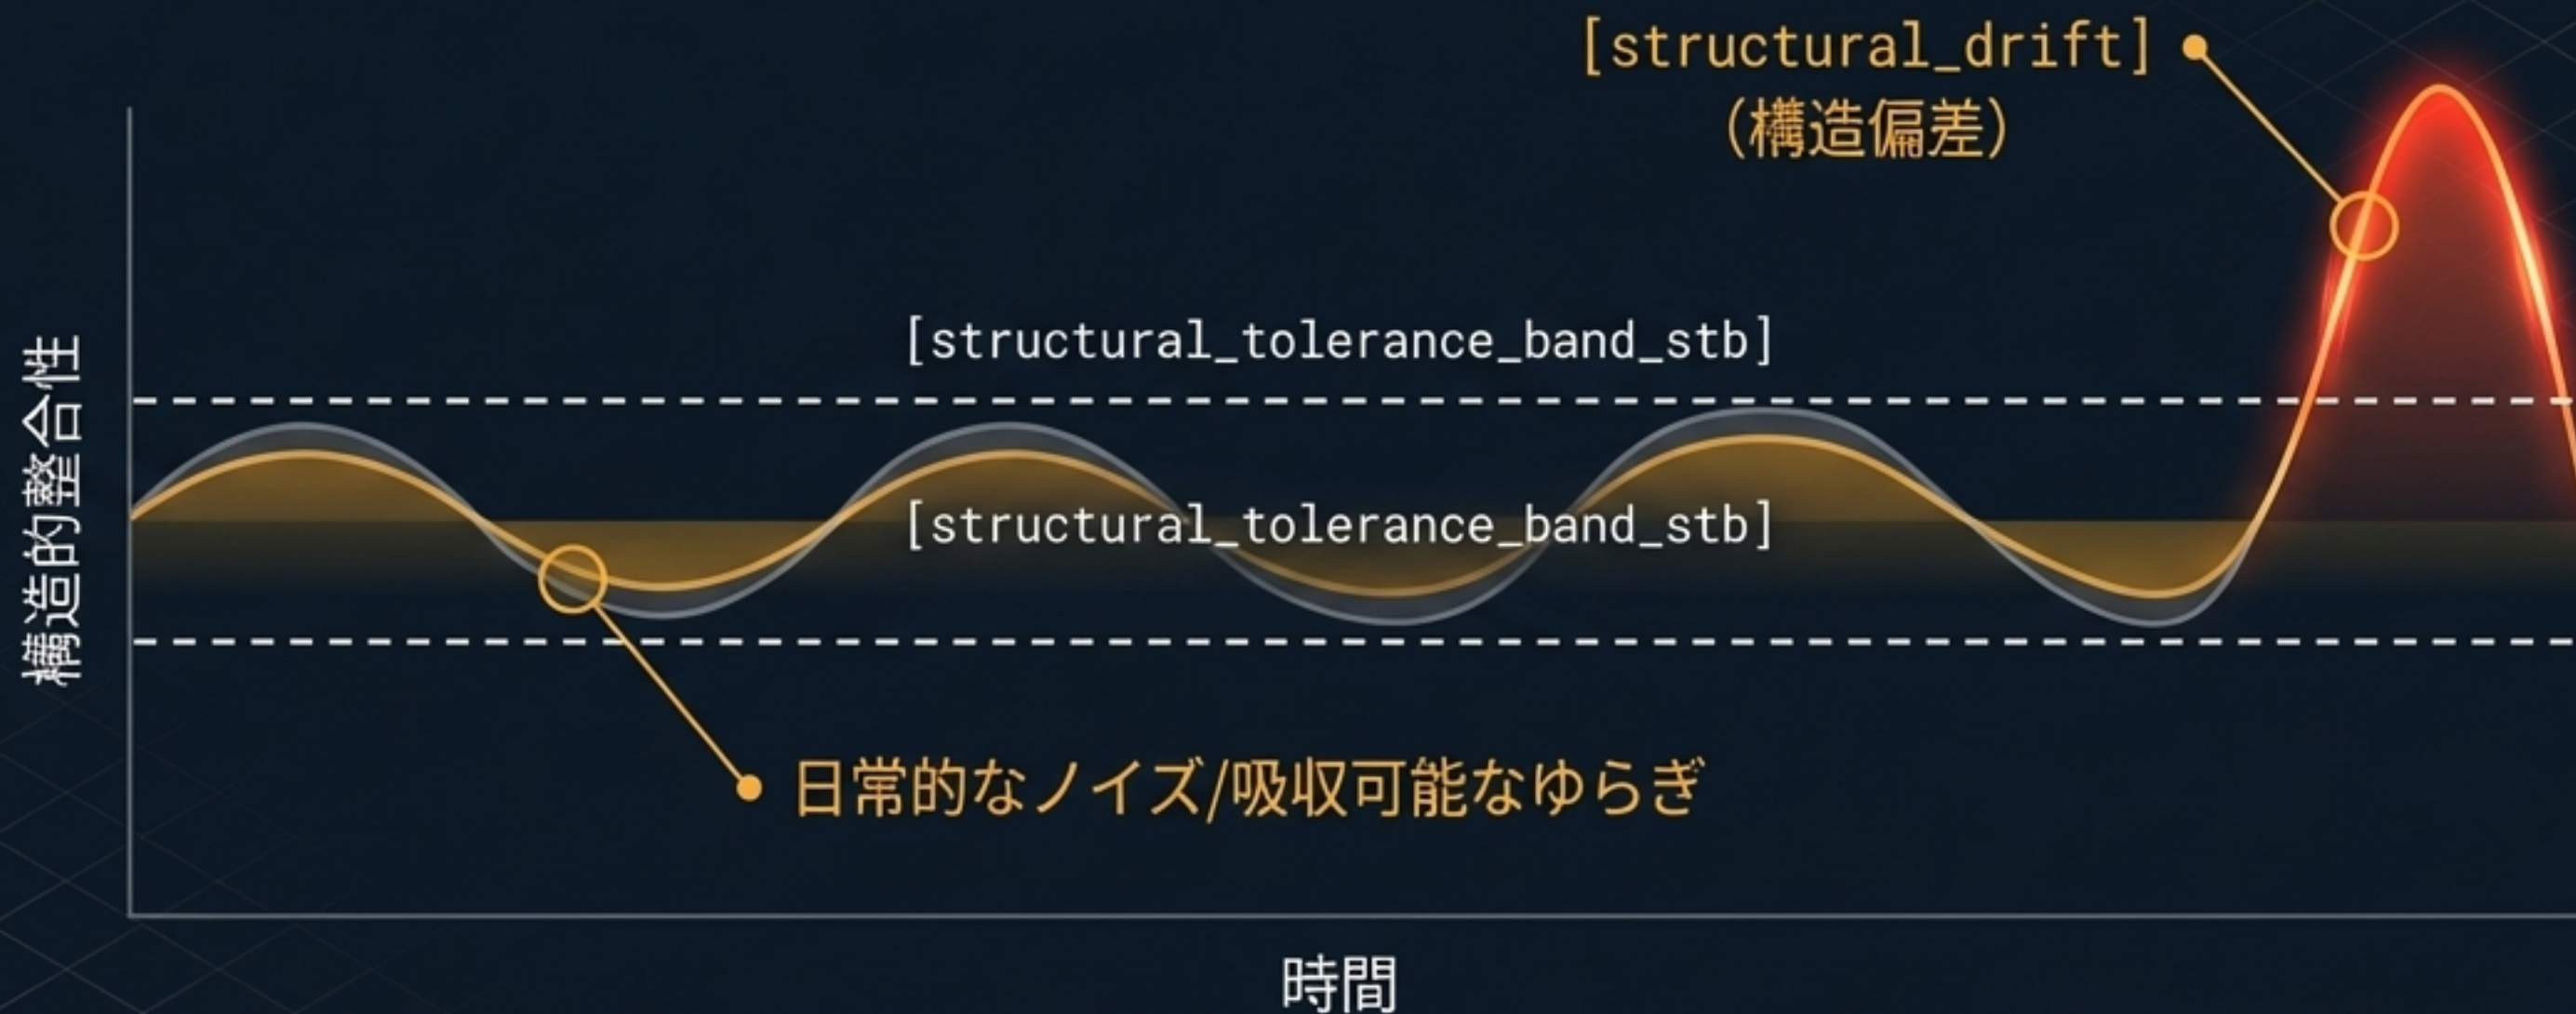 [structural_drift]
(構造偏差)
[structural_tolerance_band_stb]
構造的整合性
[structural_tolerance_band_stb]
日常的なノイズ/吸収可能なゆらぎ
時間